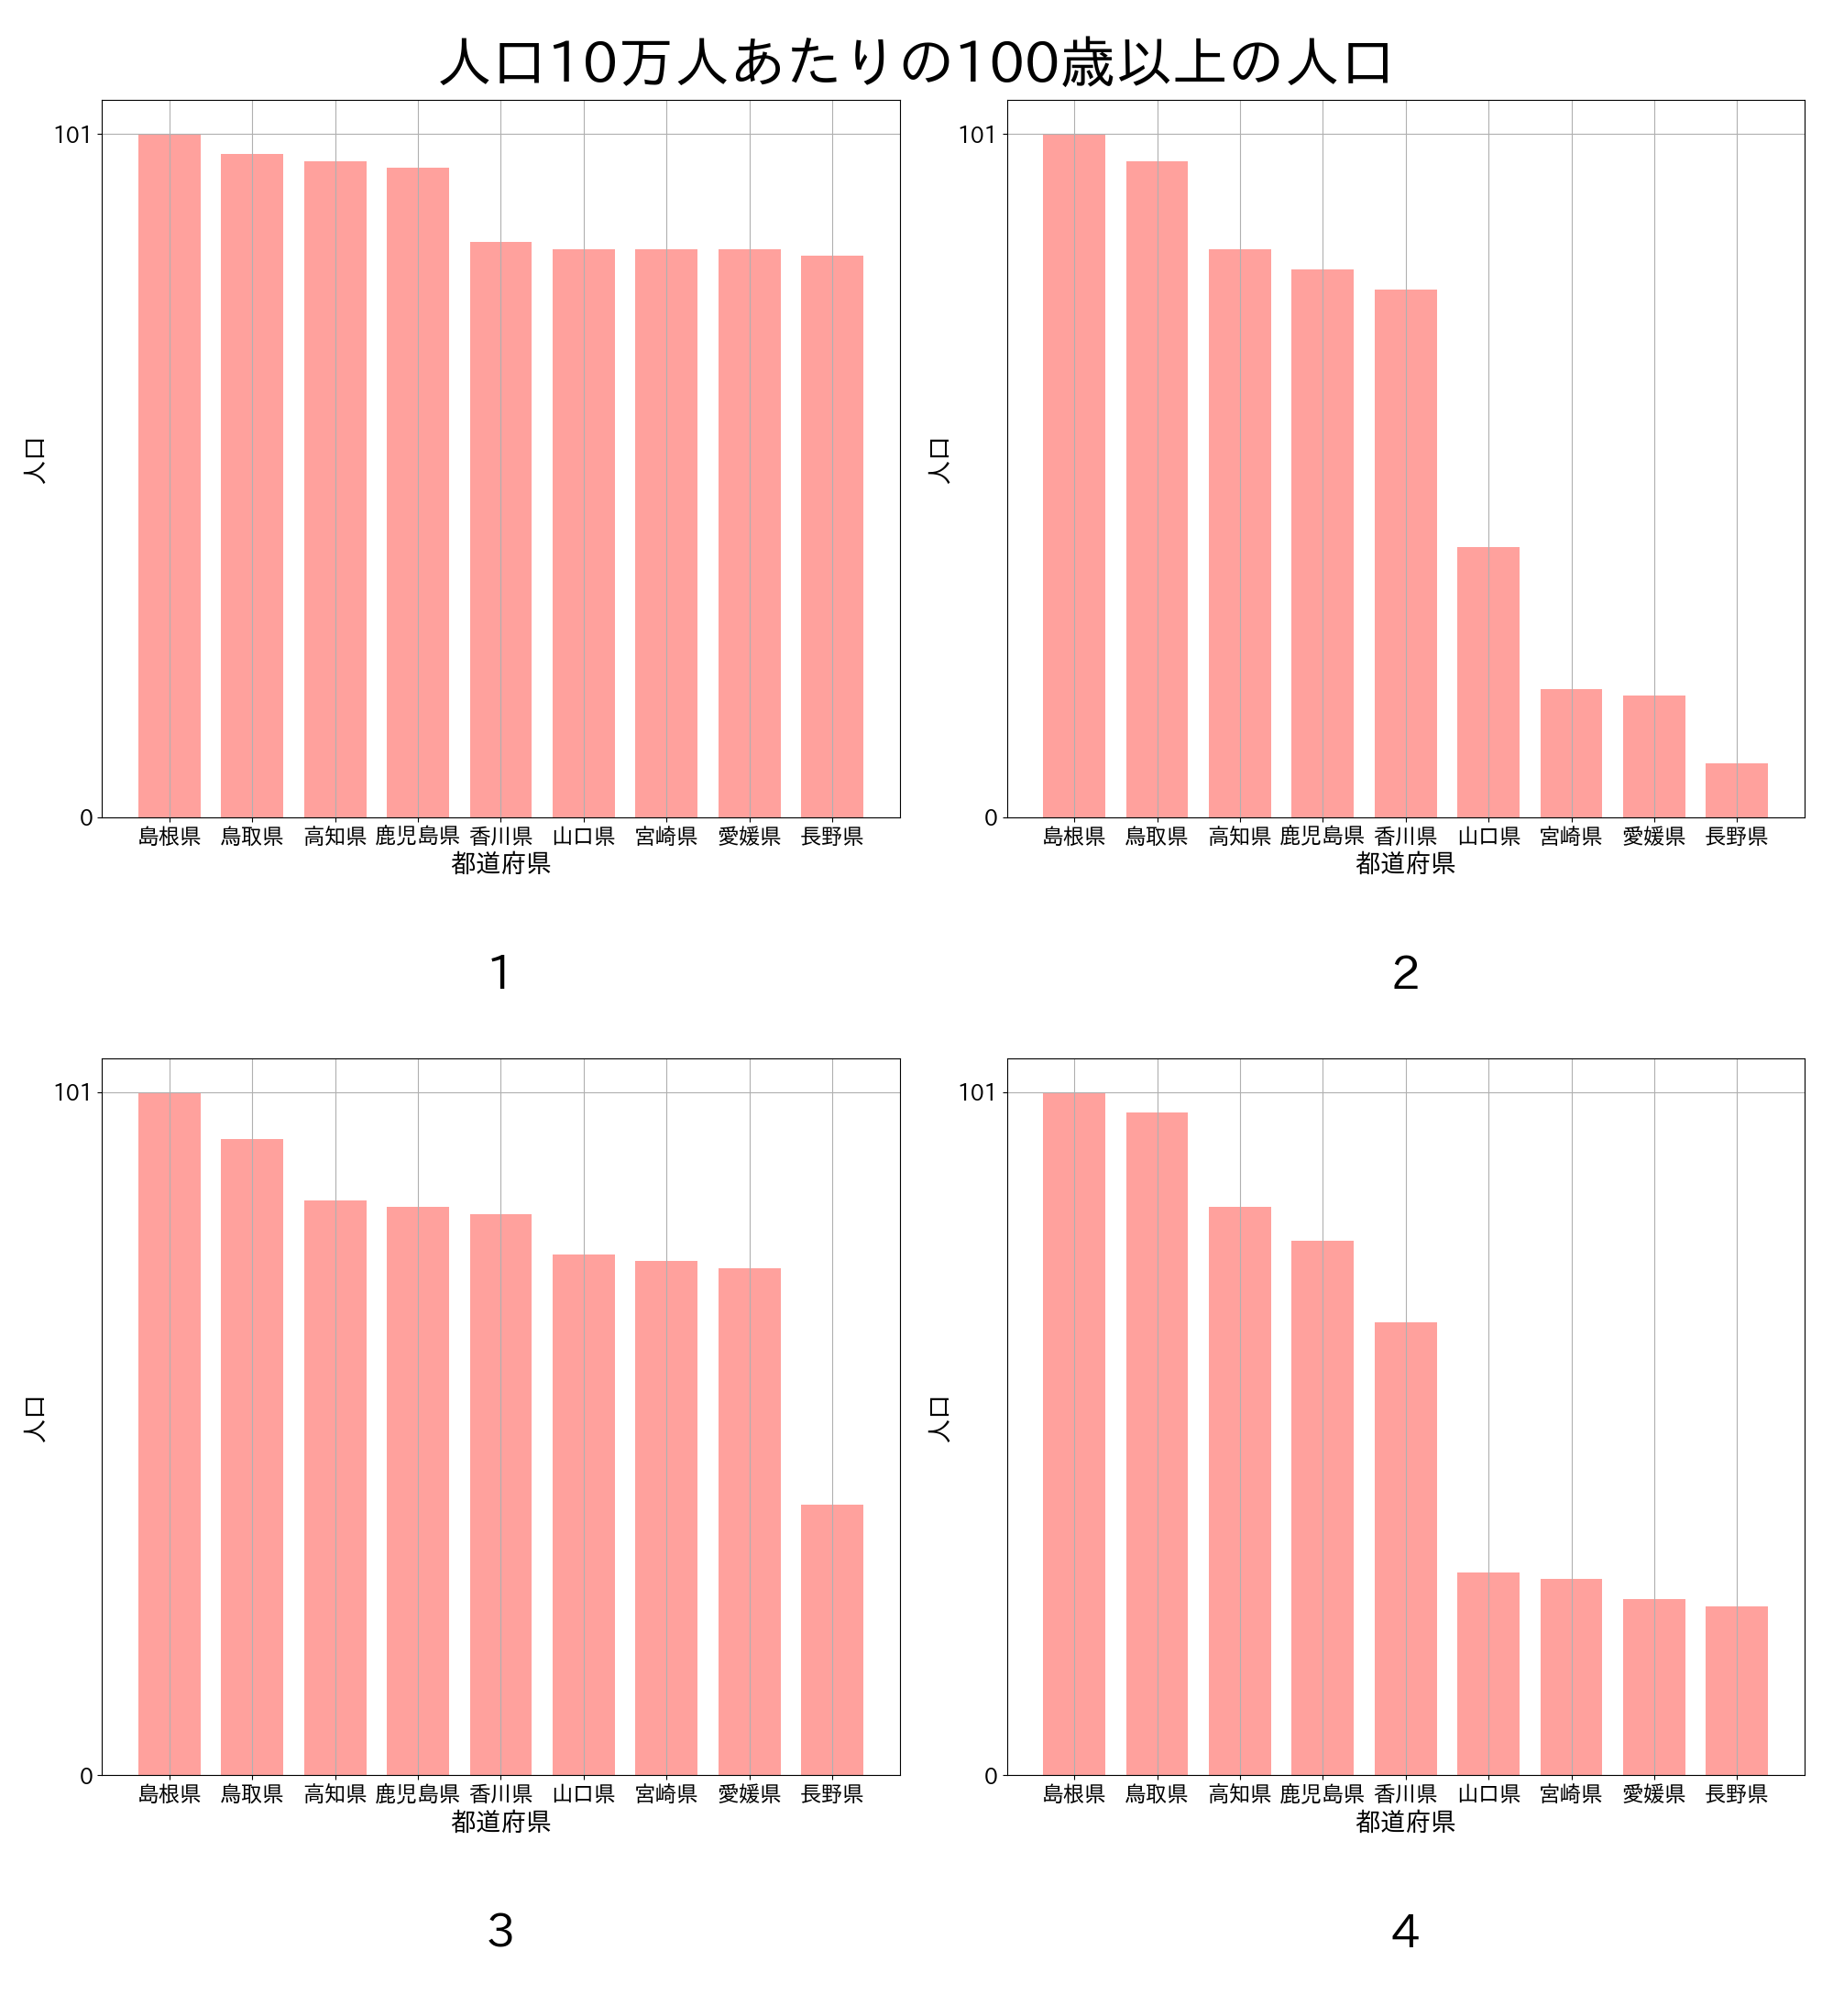 人口10万人あたりの100歳以上の人口
101
0
人口
島根県 鳥取県 高知県 鹿児島県 香川県 山口県 宮崎県 愛媛県 長野県
都道府県
1
101
0
人口
島根県 鳥取県 高知県 鹿児島県 香川県 山口県 宮崎県 愛媛県 長野県
都道府県
2
101
0
人口
島根県 鳥取県 高知県 鹿児島県 香川県 山口県 宮崎県 愛媛県 長野県
都道府県
3
101
0
人口
島根県 鳥取県 高知県 鹿児島県 香川県 山口県 宮崎県 愛媛県 長野県
都道府県
4